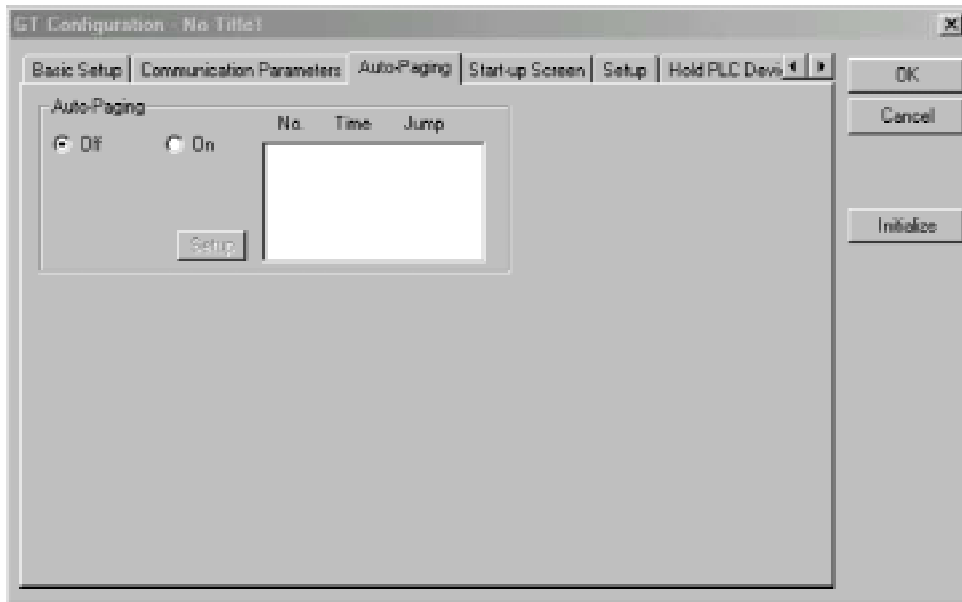 GT Configuration - No Title1
Basic Setup
Communication Parameters
Auto-Paging
Start-up Screen
Setup
Hold PLC Devi
OK
Cancel
Initialize
Auto-Paging
Off
On
No. Time Jump
Setup